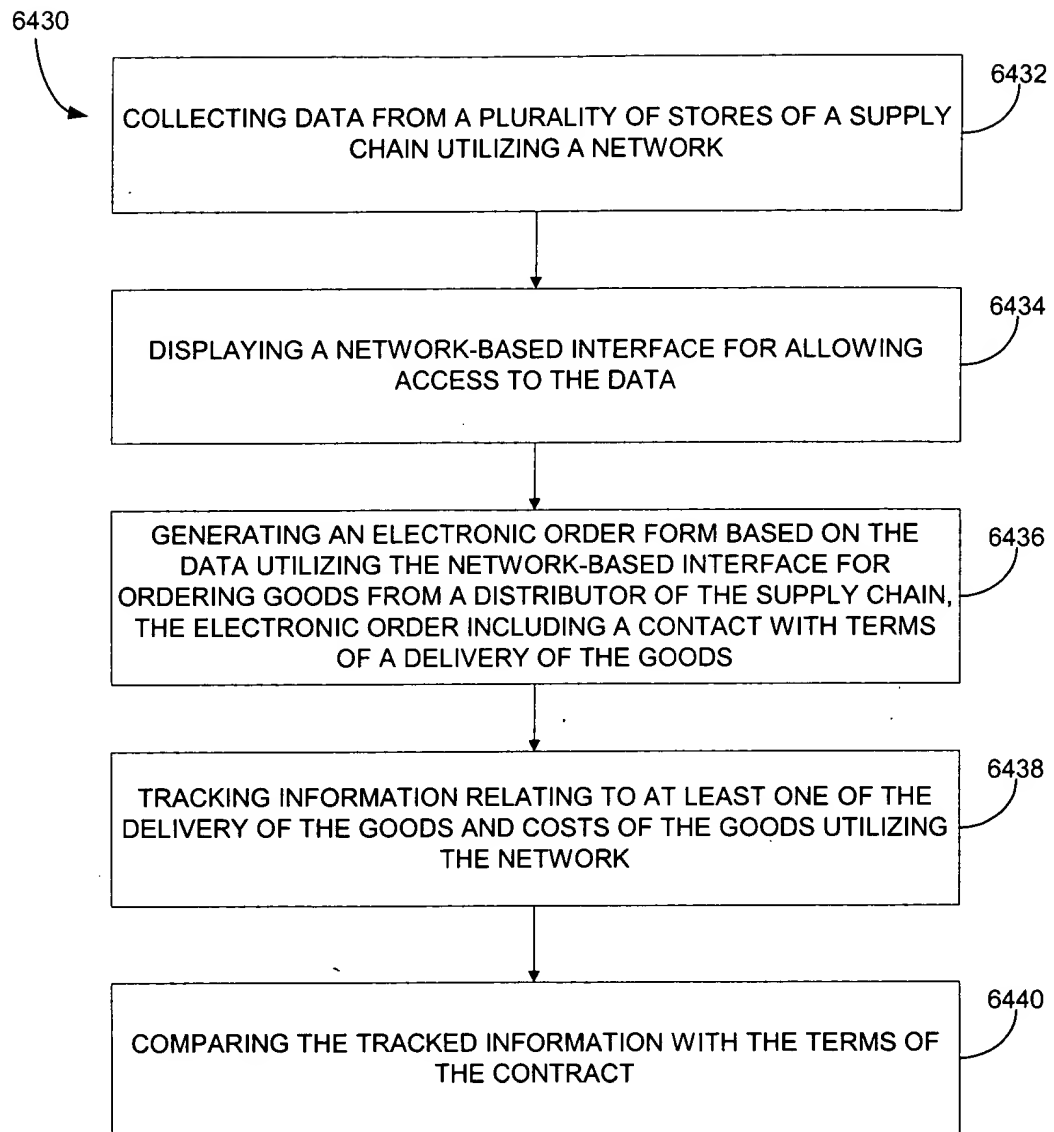 6430
6432
COLLECTING DATA FROM A PLURALITY OF STORES OF A SUPPLY
CHAIN UTILIZING A NETWORK
6434
DISPLAYING A NETWORK-BASED INTERFACE FOR ALLOWING
ACCESS TO THE DATA
6436
GENERATING AN ELECTRONIC ORDER FORM BASED ON THE
DATA UTILIZING THE NETWORK-BASED INTERFACE FOR
ORDERING GOODS FROM A DISTRIBUTOR OF THE SUPPLY CHAIN,
THE ELECTRONIC ORDER INCLUDING A CONTACT WITH TERMS
OF A DELIVERY OF THE GOODS
6438
TRACKING INFORMATION RELATING TO AT LEAST ONE OF THE
DELIVERY OF THE GOODS AND COSTS OF THE GOODS UTILIZING
THE NETWORK
6440
COMPARING THE TRACKED INFORMATION WITH THE TERMS OF
THE CONTRACT